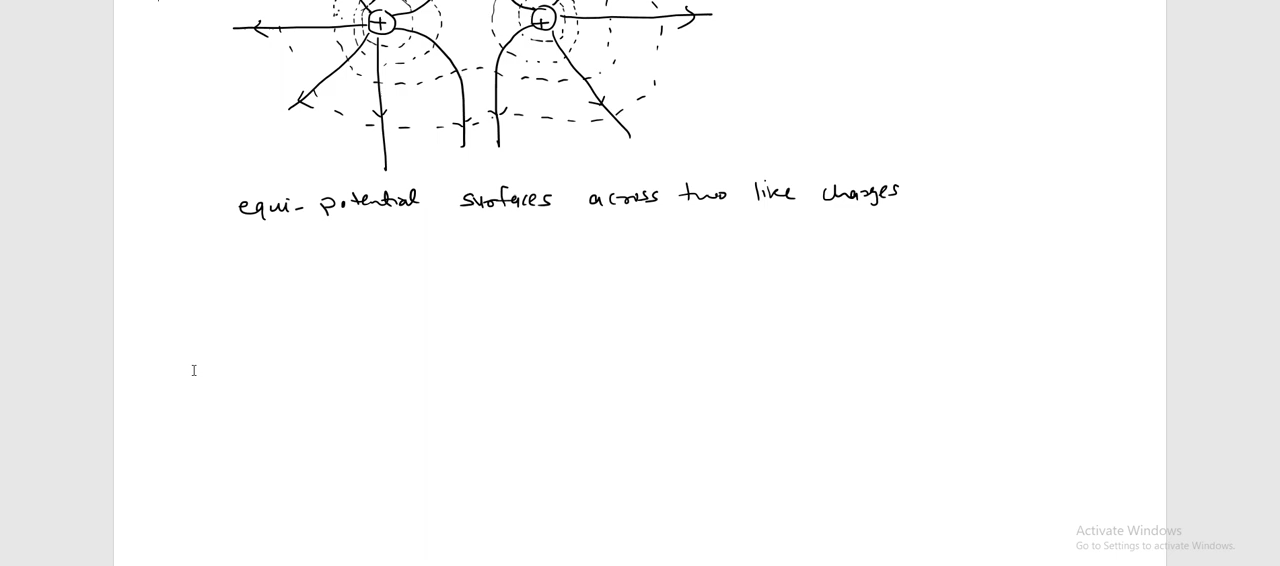 + +
equi- potential surfaces across two like charges
Activate Windows
Go to Settings to activate Windows.